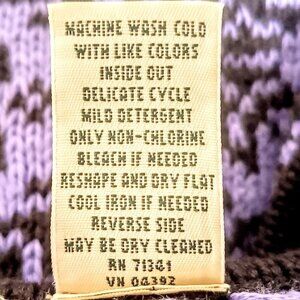 MACHINE WASH COLD
WITH LIKE COLORS
INSIDE OUT
DELICATE CYCLE
MILD DETERGENT
ONLY NON-CHLORINE
BLEACH IF NEEDED
RESHAPE AND DRY FLAT
COOL IRON IF NEEDED
REVERSE SIDE
MAY BE DRY CLEANED
RN 71341
VN 04392